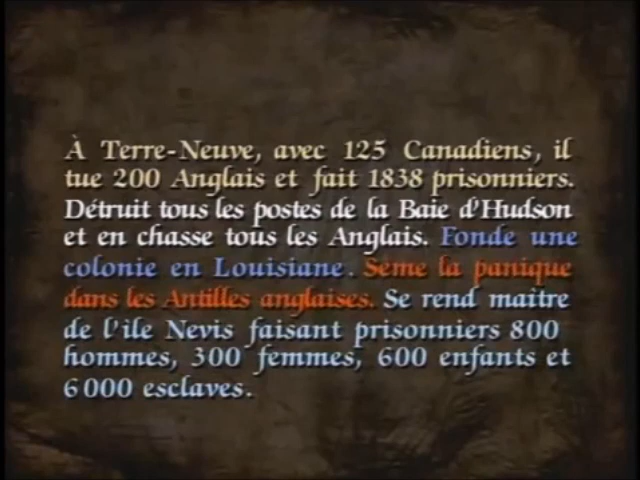 À Terre-Neuve, avec 125 Canadiens, il
tue 200 Anglais et fait 1838 prisonniers.
Détruit tous les postes de la Baie d'Hudson
et en chasse tous les Anglais. Fonde une
colonie en Louisiane. Sème la panique
dans les Antilles anglaises. Se rend maître
de l'île Nevis faisant prisonniers 800
hommes, 300 femmes, 600 enfants et
6 000 esclaves.